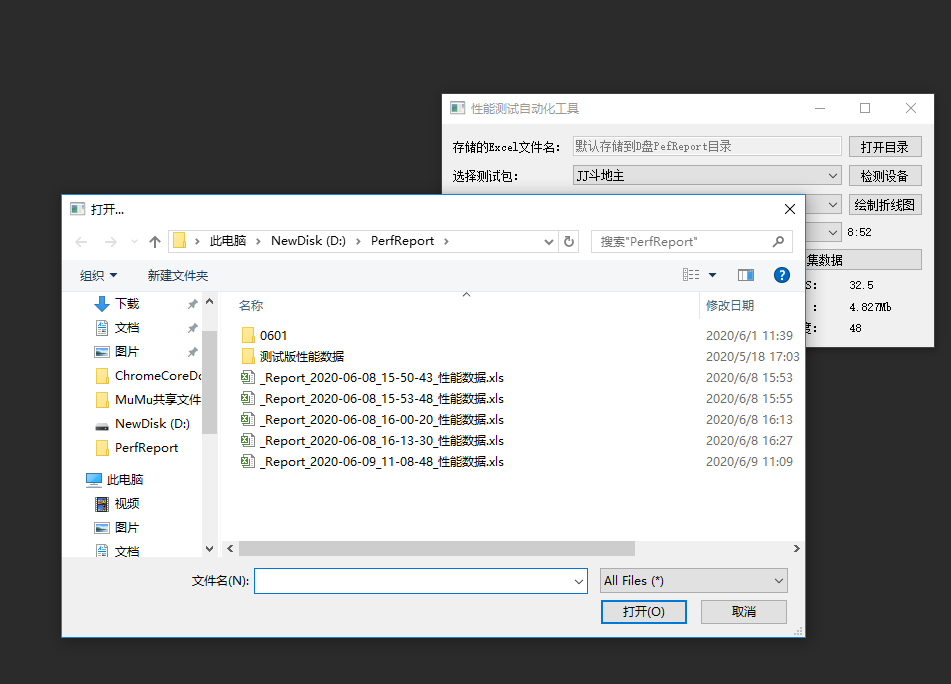 性能测试自动化工具
存储的Excel文件名: 默认存储到D盘PefReport目录 打开目录
选择测试包: JJ斗地主 检测设备
绘制折线图
8:52
集数据
S: 32.5
: 4.827Mb
度: 48
打开...
此电脑 › NewDisk (D:) › PerfReport ›
搜索"PerfReport"
组织 新建文件夹
下载
文档
图片
ChromeCoreDo
MuMu共享文件
NewDisk (D:)
PerfReport
此电脑
视频
图片
文档
名称 修改日期
0601 2020/6/1 11:39
测试版性能数据 2020/5/18 17:03
_Report_2020-06-08_15-50-43_性能数据.xls 2020/6/8 15:53
_Report_2020-06-08_15-53-48_性能数据.xls 2020/6/8 15:55
_Report_2020-06-08_16-00-20_性能数据.xls 2020/6/8 16:13
_Report_2020-06-08_16-13-30_性能数据.xls 2020/6/8 16:27
_Report_2020-06-09_11-08-48_性能数据.xls 2020/6/9 11:09
文件名(N): All Files (*)
打开(O) 取消